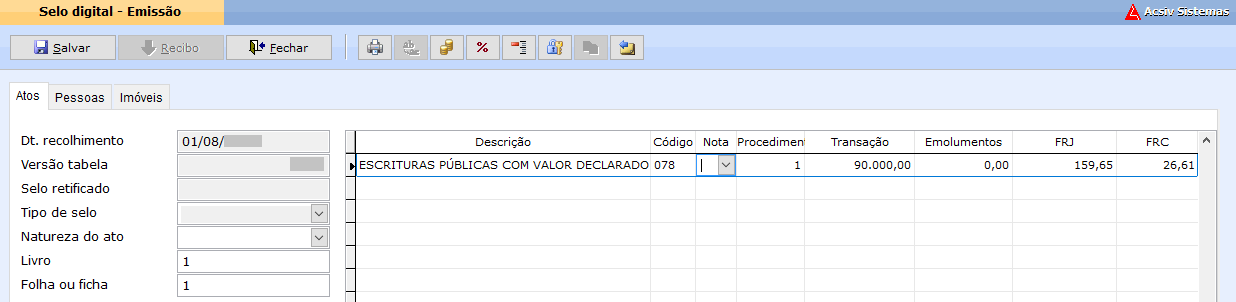 Selo digital - Emissão
Acsiv Sistemas
Salvar Recibo Fechar
Atos Pessoas Imóveis
Dt. recolhimento 01/08/
Versão tabela
Selo retificado
Tipo de selo
Natureza do ato
Livro 1
Folha ou ficha 1
Descrição Código Nota Procediment Transação Emolumentos FRJ FRC
ESCRITURAS PÚBLICAS COM VALOR DECLARADO 078 1 90.000,00 0,00 159,65 26,61